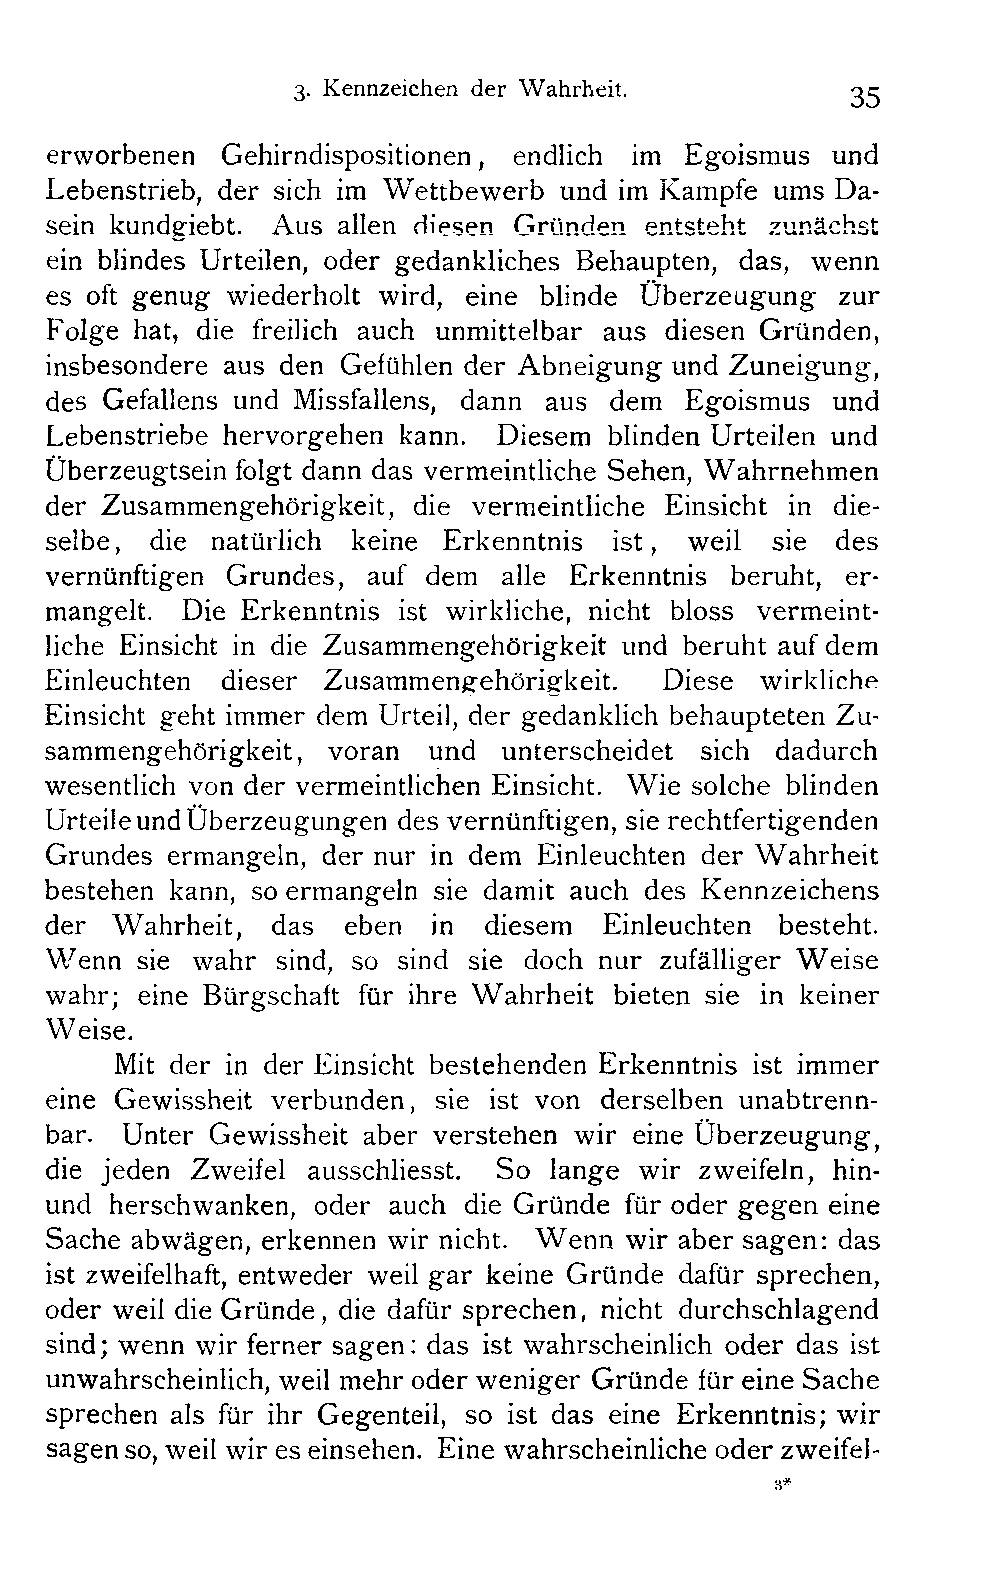 3. Kennzeichen der Wahrheit. 35
erworbenen Gehirndispositionen, endlich im Egoismus und
Lebenstrieb, der sich im Wettbewerb und im Kampfe ums Da-
sein kundgiebt. Aus allen diesen Gründen entsteht zunächst
ein blindes Urteilen, oder gedankliches Behaupten, das, wenn
es oft genug wiederholt wird, eine blinde Überzeugung zur
Folge hat, die freilich auch unmittelbar aus diesen Gründen,
insbesondere aus den Gefühlen der Abneigung und Zuneigung,
des Gefallens und Missfallens, dann aus dem Egoismus und
Lebenstriebe hervorgehen kann. Diesem blinden Urteilen und
Überzeugtsein folgt dann das vermeintliche Sehen, Wahrnehmen
der Zusammengehörigkeit, die vermeintliche Einsicht in die-
selbe, die natürlich keine Erkenntnis ist, weil sie des
vernünftigen Grundes, auf dem alle Erkenntnis beruht, er-
mangelt. Die Erkenntnis ist wirkliche, nicht bloss vermeint-
liche Einsicht in die Zusammengehörigkeit und beruht auf dem
Einleuchten dieser Zusammengehörigkeit. Diese wirkliche
Einsicht geht immer dem Urteil, der gedanklich behaupteten Zu-
sammengehörigkeit, voran und unterscheidet sich dadurch
wesentlich von der vermeintlichen Einsicht. Wie solche blinden
Urteile und Überzeugungen des vernünftigen, sie rechtfertigenden
Grundes ermangeln, der nur in dem Einleuchten der Wahrheit
bestehen kann, so ermangeln sie damit auch des Kennzeichens
der Wahrheit, das eben in diesem Einleuchten besteht.
Wenn sie wahr sind, so sind sie doch nur zufälliger Weise
wahr; eine Bürgschaft für ihre Wahrheit bieten sie in keiner
Weise.
Mit der in der Einsicht bestehenden Erkenntnis ist immer
eine Gewissheit verbunden, sie ist von derselben unabtrenn-
bar. Unter Gewissheit aber verstehen wir eine Überzeugung,
die jeden Zweifel ausschliesst. So lange wir zweifeln, hin-
und herschwanken, oder auch die Gründe für oder gegen eine
Sache abwägen, erkennen wir nicht. Wenn wir aber sagen: das
ist zweifelhaft, entweder weil gar keine Gründe dafür sprechen,
oder weil die Gründe, die dafür sprechen, nicht durchschlagend
sind; wenn wir ferner sagen: das ist wahrscheinlich oder das ist
unwahrscheinlich, weil mehr oder weniger Gründe für eine Sache
sprechen als für ihr Gegenteil, so ist das eine Erkenntnis; wir
sagen so, weil wir es einsehen. Eine wahrscheinliche oder zweifel-
3*